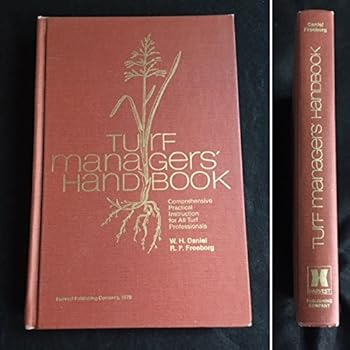 TURF
managers'
HANDBOOK
Comprehensive
Practical
Instruction
for All Turf
Professionals
W. H. Daniel
R. P. Freeborg
Harvest Publishing Company, 1979
Daniel
Freeborg
TURF managers' HANDBOOK
H
HARVEST
PUBLISHING
COMPANY